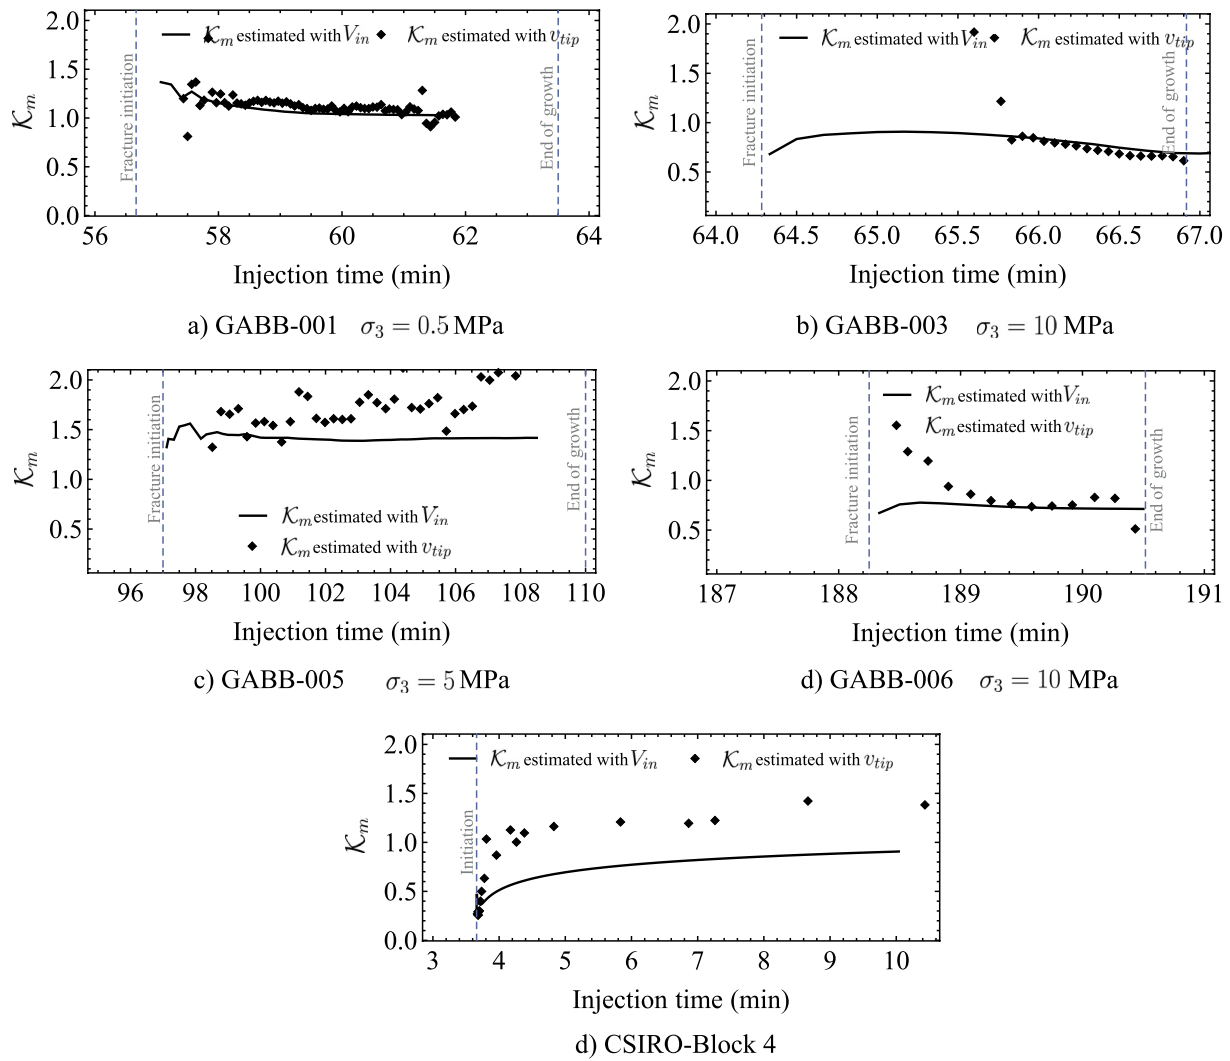 2.0
1.5
1.0
0.5
0.0
𝒦m
Fracture initiation
End of growth
𝒦m estimated with Vin
𝒦m estimated with vtip
56 58 60 62 64
Injection time (min)
a) GABB-001 σ3 = 0.5 MPa
2.0
1.5
1.0
0.5
𝒦m
Fracture initiation
End of growth
𝒦m estimated with Vin
𝒦m estimated with vtip
64.0 64.5 65.0 65.5 66.0 66.5 67.0
Injection time (min)
b) GABB-003 σ3 = 10 MPa
2.0
1.5
1.0
0.5
𝒦m
Fracture initiation
End of growth
𝒦m estimated with Vin
𝒦m estimated with vtip
96 98 100 102 104 106 108 110
Injection time (min)
c) GABB-005 σ3 = 5 MPa
2.0
1.5
1.0
0.5
𝒦m
Fracture initiation
End of growth
𝒦m estimated with Vin
𝒦m estimated with vtip
187 188 189 190 191
Injection time (min)
d) GABB-006 σ3 = 10 MPa
2.0
1.5
1.0
0.5
0.0
𝒦m
Initiation
𝒦m estimated with Vin
𝒦m estimated with vtip
3 4 5 6 7 8 9 10
Injection time (min)
d) CSIRO-Block 4